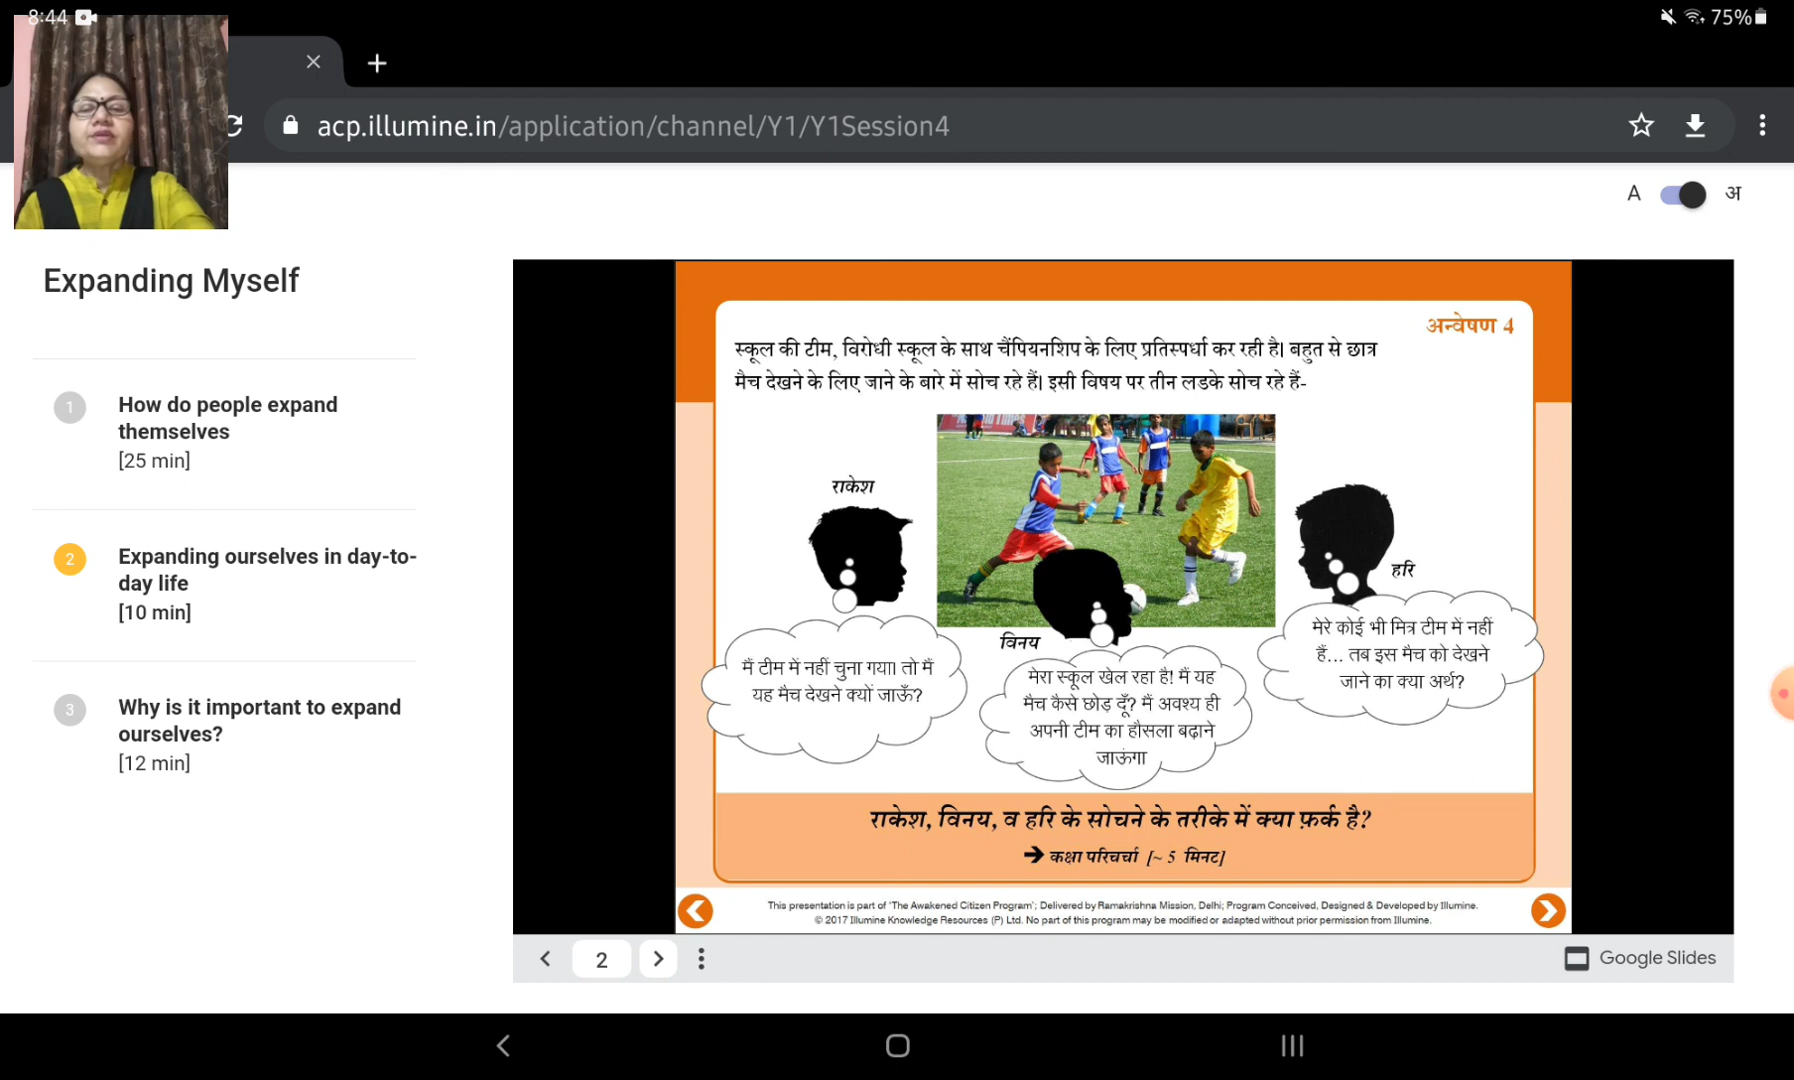 8:44
75%
acp.illumine.in/application/channel/Y1/Y1Session4
A
अ
Expanding Myself
1
How do people expand
themselves
[25 min]
2
Expanding ourselves in day-to-
day life
[10 min]
3
Why is it important to expand
ourselves?
[12 min]
अन्वेषण 4
स्कूल की टीम, विरोधी स्कूल के साथ चैंपियनशिप के लिए प्रतिस्पर्धा कर रही है। बहुत से छात्र
मैच देखने के लिए जाने के बारे में सोच रहे हैं। इसी विषय पर तीन लडके सोच रहे हैं-
राकेश
मैं टीम में नहीं चुना गया। तो मैं
यह मैच देखने क्यों जाऊँ?
विनय
मेरा स्कूल खेल रहा है! मैं यह
मैच कैसे छोड़ दूँ? मैं अवश्य ही
अपनी टीम का हौसला बढ़ाने
जाऊंगा
हरि
मेरे कोई भी मित्र टीम में नहीं
हैं... तब इस मैच को देखने
जाने का क्या अर्थ?
राकेश, विनय, व हरि के सोचने के तरीके में क्या फ़र्क है?
➔ कक्षा परिचर्चा [~ 5 मिनट]
This presentation is part of 'The Awakened Citizen Program'; Delivered by Ramakrishna Mission, Delhi; Program Conceived, Designed & Developed by Illumine.
© 2017 Illumine Knowledge Resources (P) Ltd. No part of this program may be modified or adapted without prior permission from Illumine.
2
Google Slides